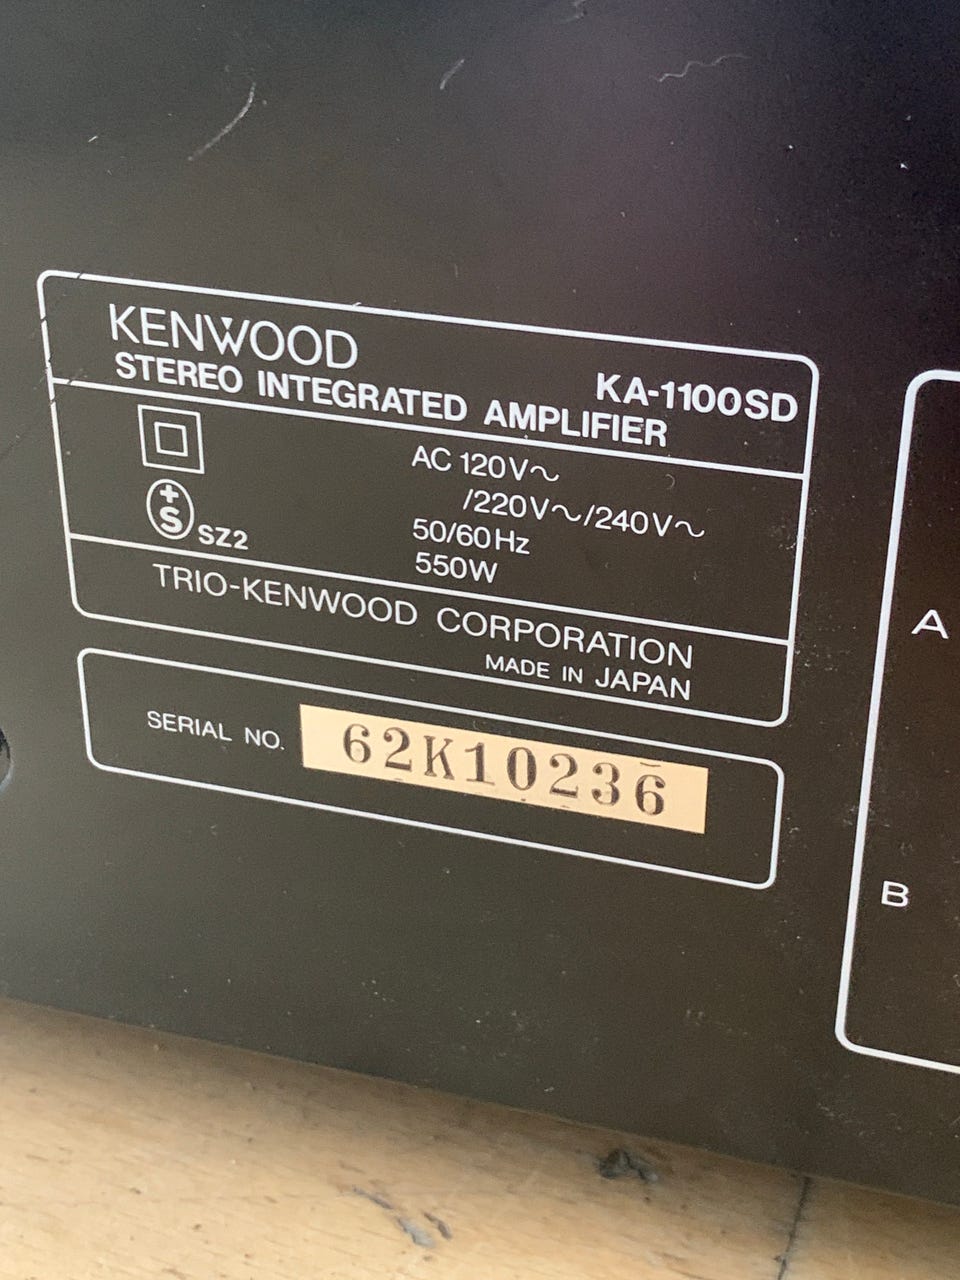 KENWOOD
STEREO INTEGRATED AMPLIFIER
KA-1100SD
AC 120V~
/220V~/240V~
50/60Hz
550W
+
S SZ2
TRIO-KENWOOD CORPORATION
MADE IN JAPAN
SERIAL NO. 62K10236
A
B